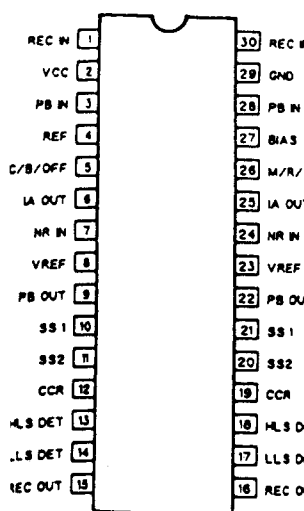 REC IN 1
VCC 2
PB IN 3
REF 4
C/B/OFF 5
IA OUT 6
NR IN 7
VREF 8
PB OUT 9
SS1 10
SS2 11
CCR 12
HLS DET 13
LLS DET 14
REC OUT 15
30 REC IN
29 GND
28 PB IN
27 BIAS
26 M/R/
25 IA OUT
24 NR IN
23 VREF
22 PB OU
21 SS1
20 SS2
19 CCR
18 HLS D
17 LLS D
16 REC O